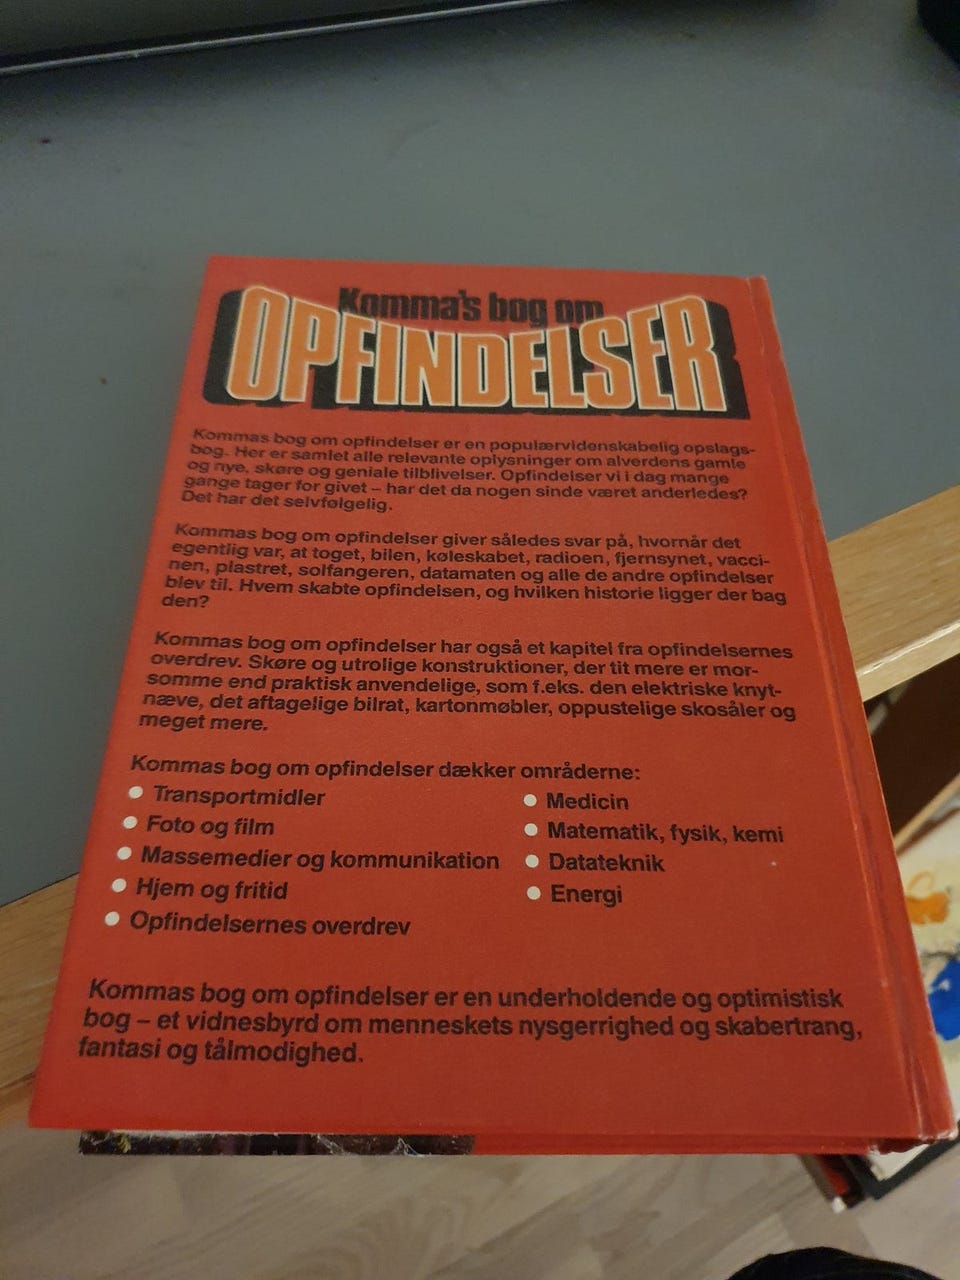 Komma's bog om
OPFINDELSER
Kommas bog om opfindelser er en populærvidenskabelig opslags-
bog. Her er samlet alle relevante oplysninger om alverdens gamle
og nye, skøre og geniale tilblivelser. Opfindelser vi i dag mange
gange tager for givet – har det da nogen sinde været anderledes?
Det har det selvfølgelig.
Kommas bog om opfindelser giver således svar på, hvornår det
egentlig var, at toget, bilen, køleskabet, radioen, fjernsynet, vacci-
nen, plastret, solfangeren, datamaten og alle de andre opfindelser
blev til. Hvem skabte opfindelsen, og hvilken historie ligger der bag
den?
Kommas bog om opfindelser har også et kapitel fra opfindelsernes
overdrev. Skøre og utrolige konstruktioner, der tit mere er mor-
somme end praktisk anvendelige, som f.eks. den elektriske knyt-
næve, det aftagelige bilrat, kartonmøbler, oppustelige skosåler og
meget mere.
Kommas bog om opfindelser dækker områderne:
● Transportmidler
● Foto og film
● Massemedier og kommunikation
● Hjem og fritid
● Opfindelsernes overdrev
● Medicin
● Matematik, fysik, kemi
● Datateknik
● Energi
Kommas bog om opfindelser er en underholdende og optimistisk
bog – et vidnesbyrd om menneskets nysgerrighed og skabertrang,
fantasi og tålmodighed.